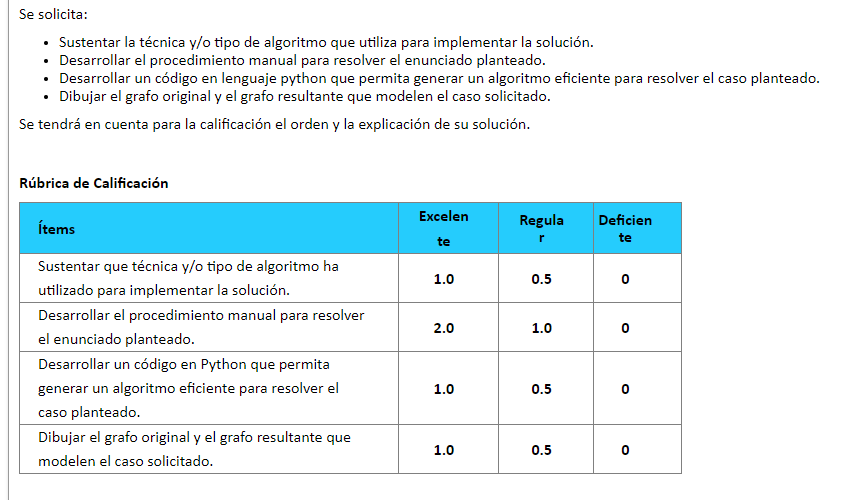 Se solicita:
• Sustentar la técnica y/o tipo de algoritmo que utiliza para implementar la solución.
• Desarrollar el procedimiento manual para resolver el enunciado planteado.
• Desarrollar un código en lenguaje python que permita generar un algoritmo eficiente para resolver el caso planteado.
• Dibujar el grafo original y el grafo resultante que modelen el caso solicitado.
Se tendrá en cuenta para la calificación el orden y la explicación de su solución.
Rúbrica de Calificación
Ítems
Excelen
te
Regula
r
Deficien
te
Sustentar que técnica y/o tipo de algoritmo ha
utilizado para implementar la solución.
1.0
0.5
0
Desarrollar el procedimiento manual para resolver
el enunciado planteado.
2.0
1.0
0
Desarrollar un código en Python que permita
generar un algoritmo eficiente para resolver el
caso planteado.
1.0
0.5
0
Dibujar el grafo original y el grafo resultante que
modelen el caso solicitado.
1.0
0.5
0